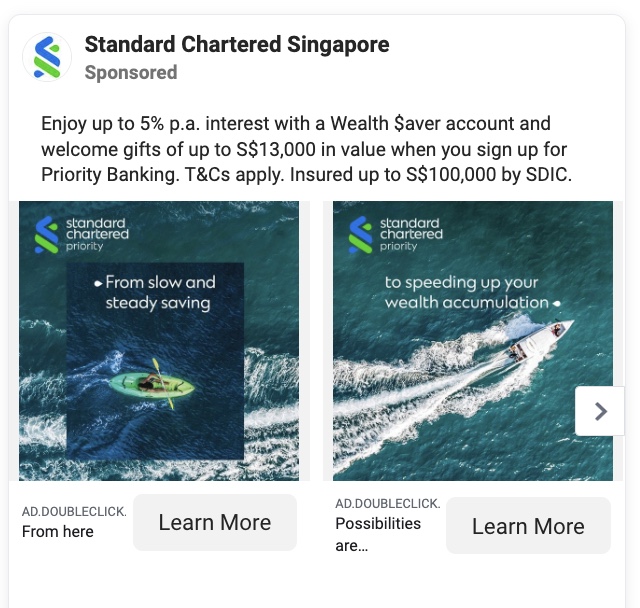 Standard Chartered Singapore
Sponsored
Enjoy up to 5% p.a. interest with a Wealth $aver account and
welcome gifts of up to S$13,000 in value when you sign up for
Priority Banking. T&Cs apply. Insured up to S$100,000 by SDIC.
standard
chartered
priority
From slow and
steady saving
standard
chartered
priority
to speeding up your
wealth accumulation
AD.DOUBLECLICK.
From here
Learn More
AD.DOUBLECLICK.
Possibilities
are...
Learn More